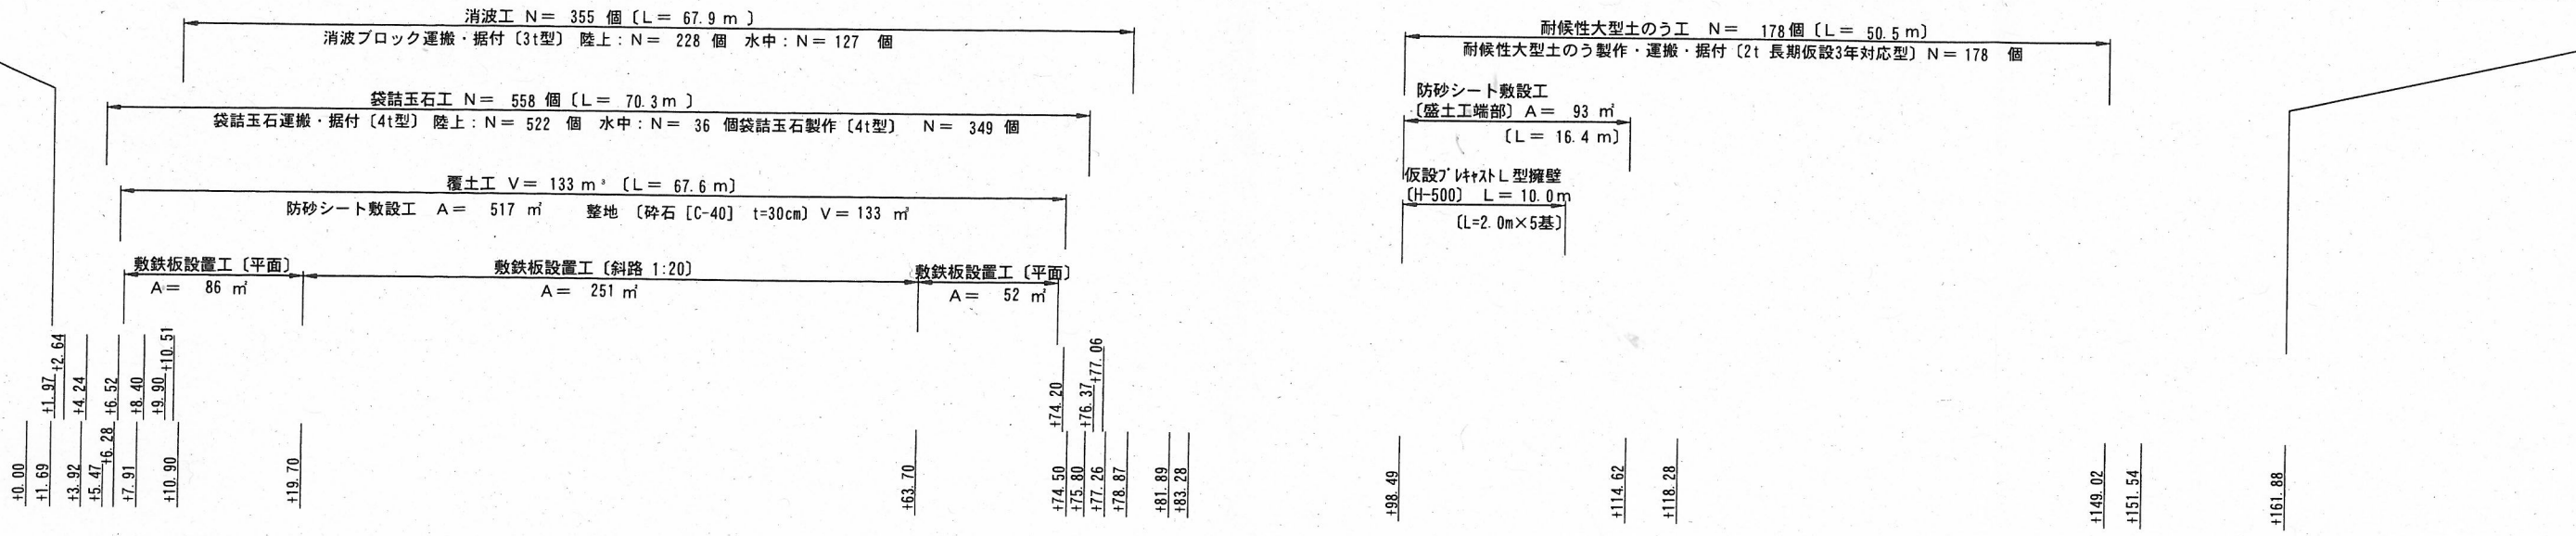 消波工 N＝ 355 個〔L＝ 67.9 m 〕
消波ブロック運搬・据付〔3t型〕 陸上：N＝ 228 個 水中：N＝ 127 個
袋詰玉石工 N＝ 558 個〔L＝ 70.3m 〕
袋詰玉石運搬・据付〔4t型〕 陸上：N＝ 522 個 水中：N＝ 36 個袋詰玉石製作〔4t型〕 N＝ 349 個
覆土工 V＝ 133 m³ 〔L＝ 67.6 m〕
防砂シート敷設工 A＝ 517 ㎡ 整地 〔砕石［C-40］ t=30cm〕V＝ 133 ㎥
敷鉄板設置工〔平面〕
A＝ 86 ㎡
敷鉄板設置工〔斜路 1:20〕
A＝ 251 ㎡
敷鉄板設置工〔平面〕
A＝ 52 ㎡
耐候性大型土のう工 N＝ 178個〔L＝ 50.5m〕
耐候性大型土のう製作・運搬・据付〔2t 長期仮設3年対応型〕N＝ 178 個
防砂シート敷設工
〔盛土工端部〕A＝ 93 ㎡
〔L＝ 16.4 m〕
仮設ﾌﾟﾚｷｬｽﾄL型擁壁
〔H-500〕 L＝ 10.0m
〔L=2.0m×5基〕
+1.97
+2.64
+4.24
+6.52
+8.40
+9.90
+10.51
+74.20
+76.37
+77.06
+0.00
+1.69
+3.92
+5.47
+6.28
+7.91
+10.90
+19.70
+63.70
+74.50
+75.80
+77.26
+78.87
+81.89
+83.28
+98.49
+114.62
+118.28
+149.02
+151.54
+161.88